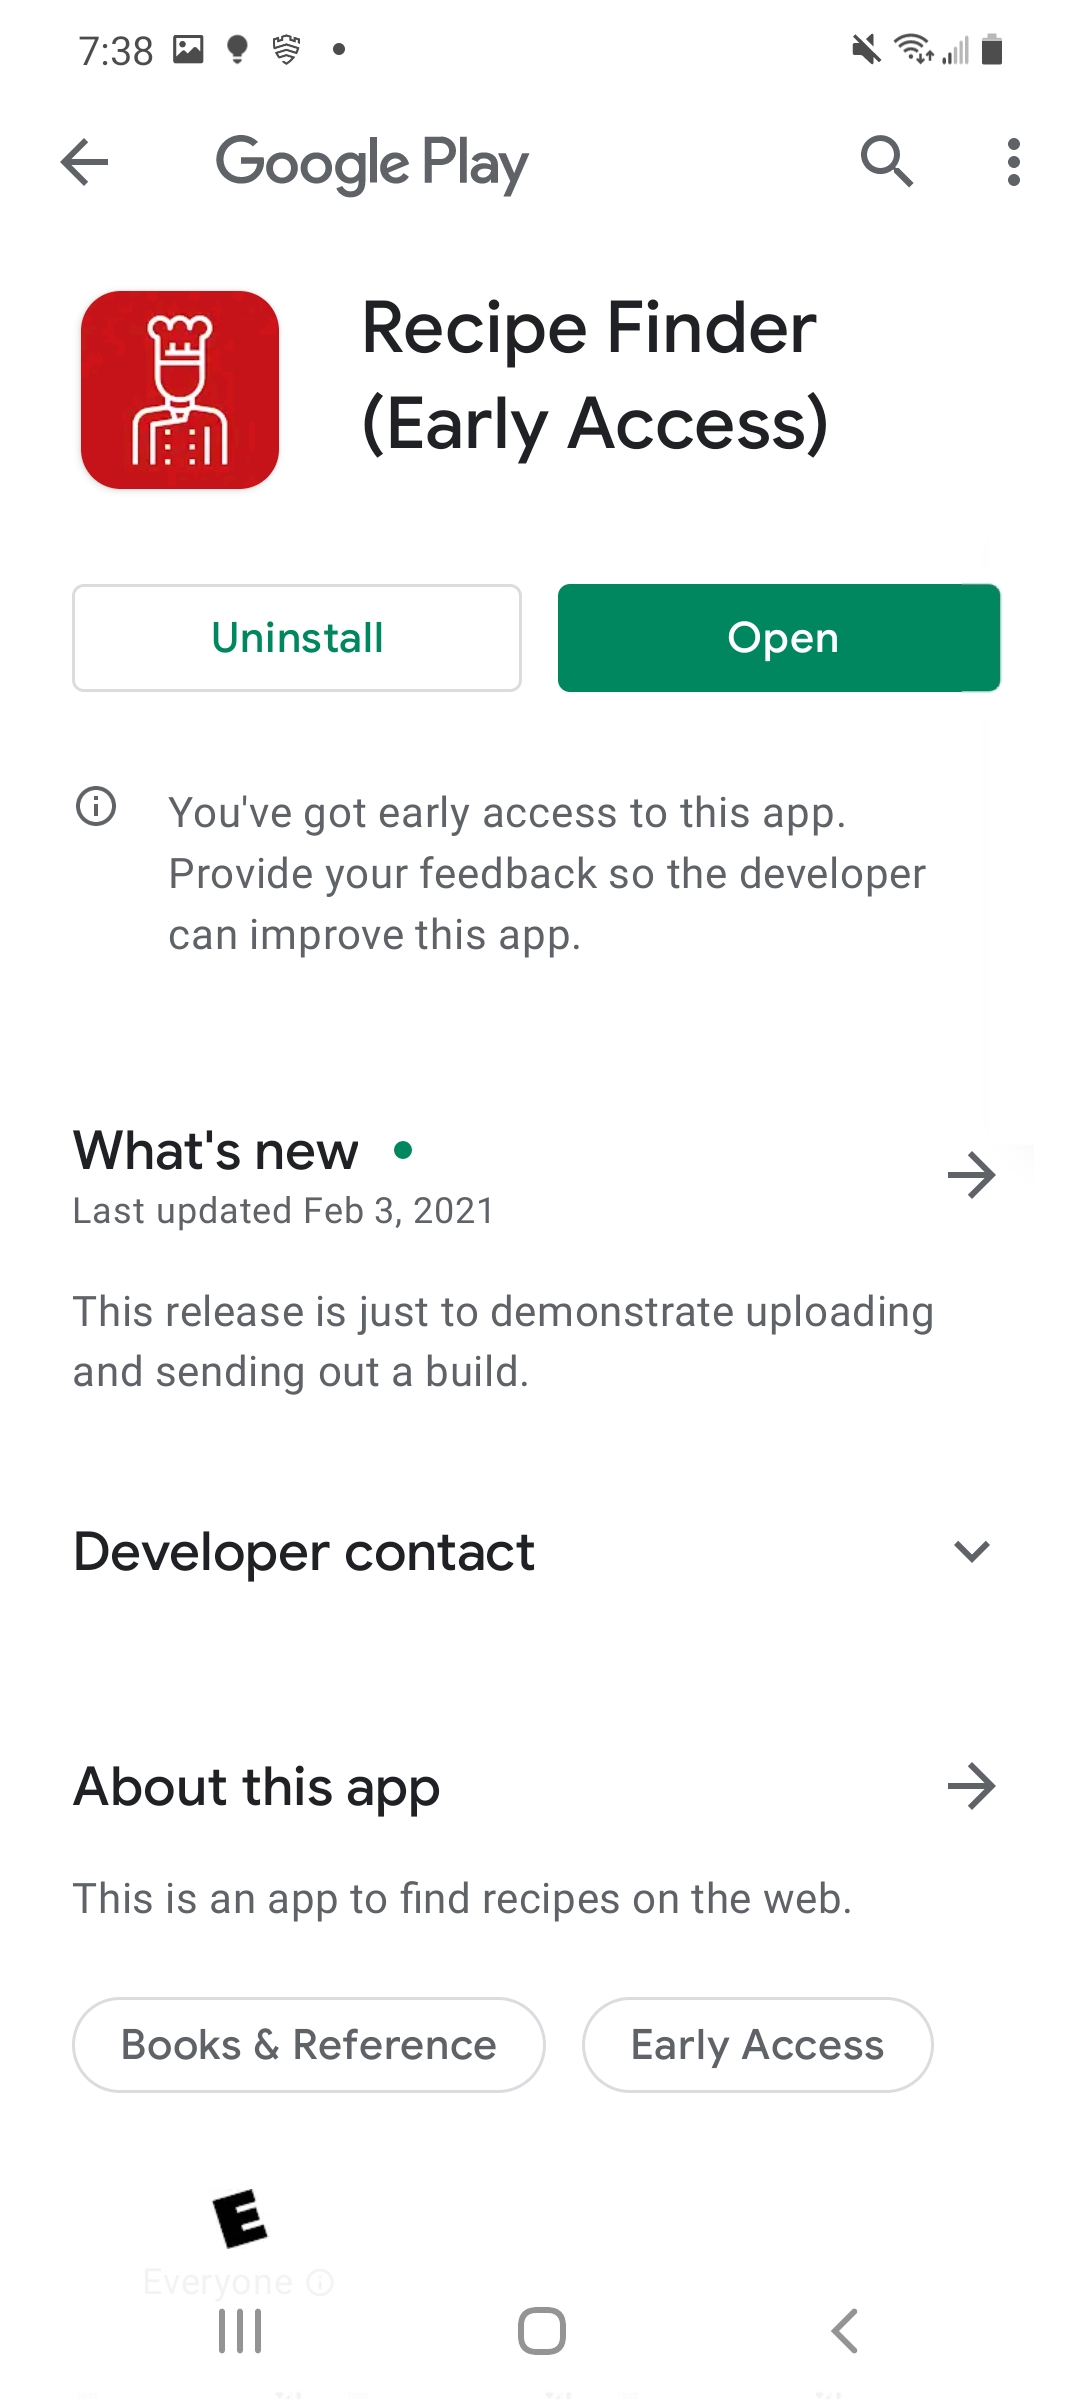 7:38
Google Play
Recipe Finder
(Early Access)
Uninstall
Open
You've got early access to this app.
Provide your feedback so the developer
can improve this app.
What's new
Last updated Feb 3, 2021
This release is just to demonstrate uploading
and sending out a build.
Developer contact
About this app
This is an app to find recipes on the web.
Books & Reference
Early Access
E
Everyone